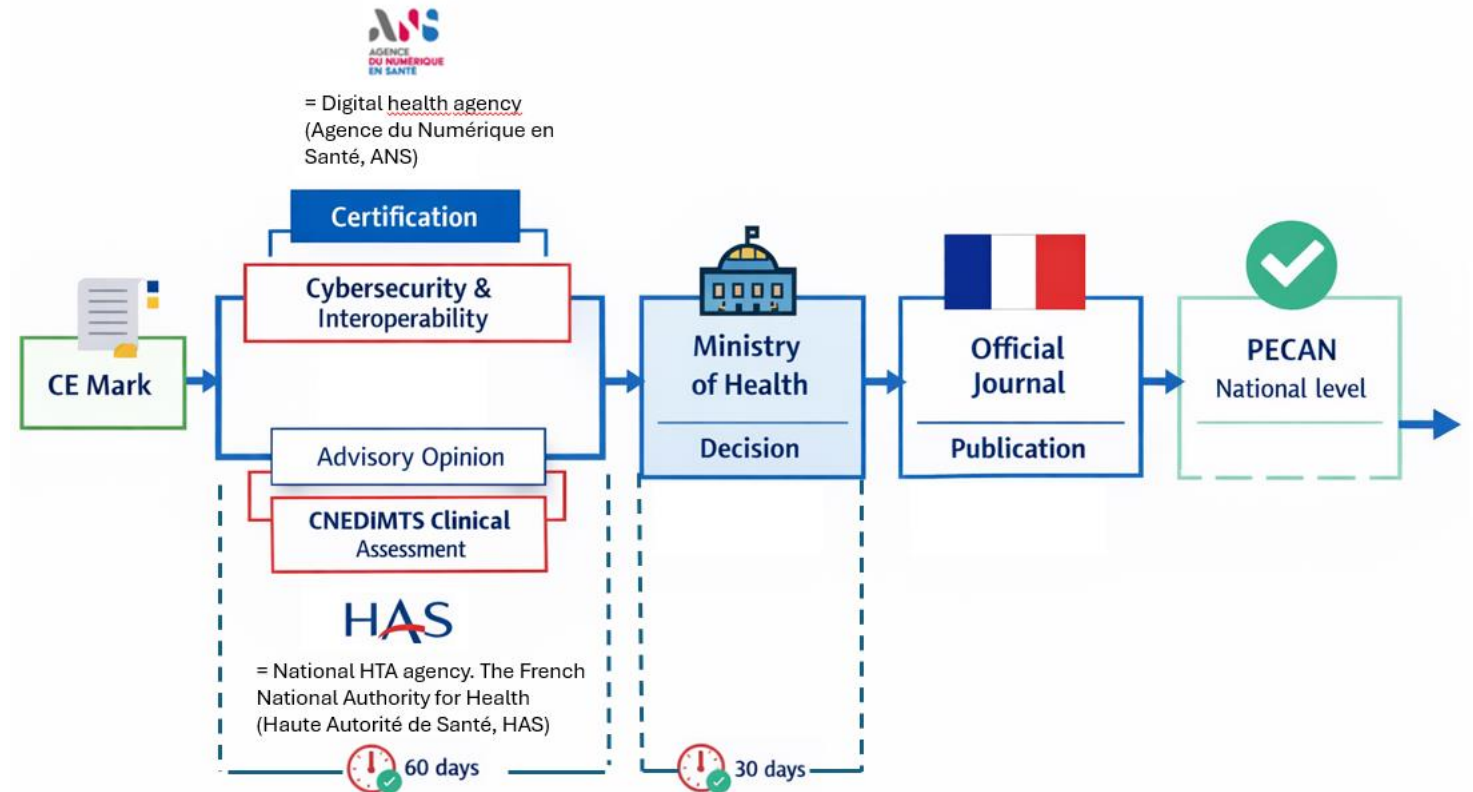 ANS
AGENCE
DU NUMÉRIQUE
EN SANTÉ
= Digital health agency
(Agence du Numérique en
Santé, ANS)
Certification
Cybersecurity &
Interoperability
CE Mark
Advisory Opinion
CNEDiMTS Clinical
Assessment
HAS
= National HTA agency. The French
National Authority for Health
(Haute Autorité de Santé, HAS)
60 days
Ministry
of Health
Decision
30 days
Official
Journal
Publication
PECAN
National level